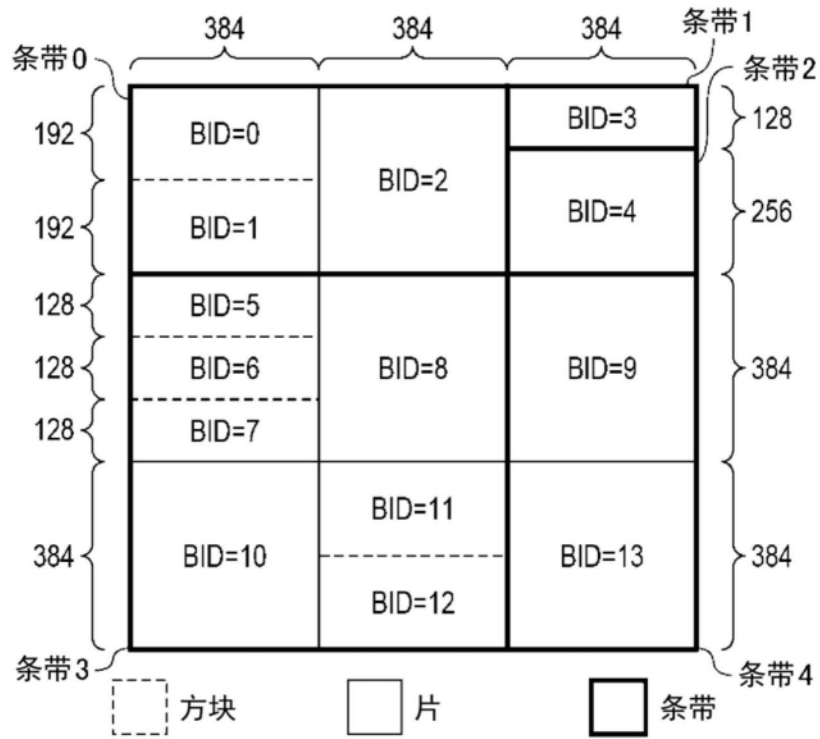 384 384 384
条带0
条带1
条带2
192
BID=0
BID=2
BID=3
128
192
BID=1
BID=4
256
128
BID=5
128
BID=6
BID=8
BID=9
384
128
BID=7
384
BID=10
BID=11
BID=12
BID=13
384
条带3
条带4
方块 片 条带